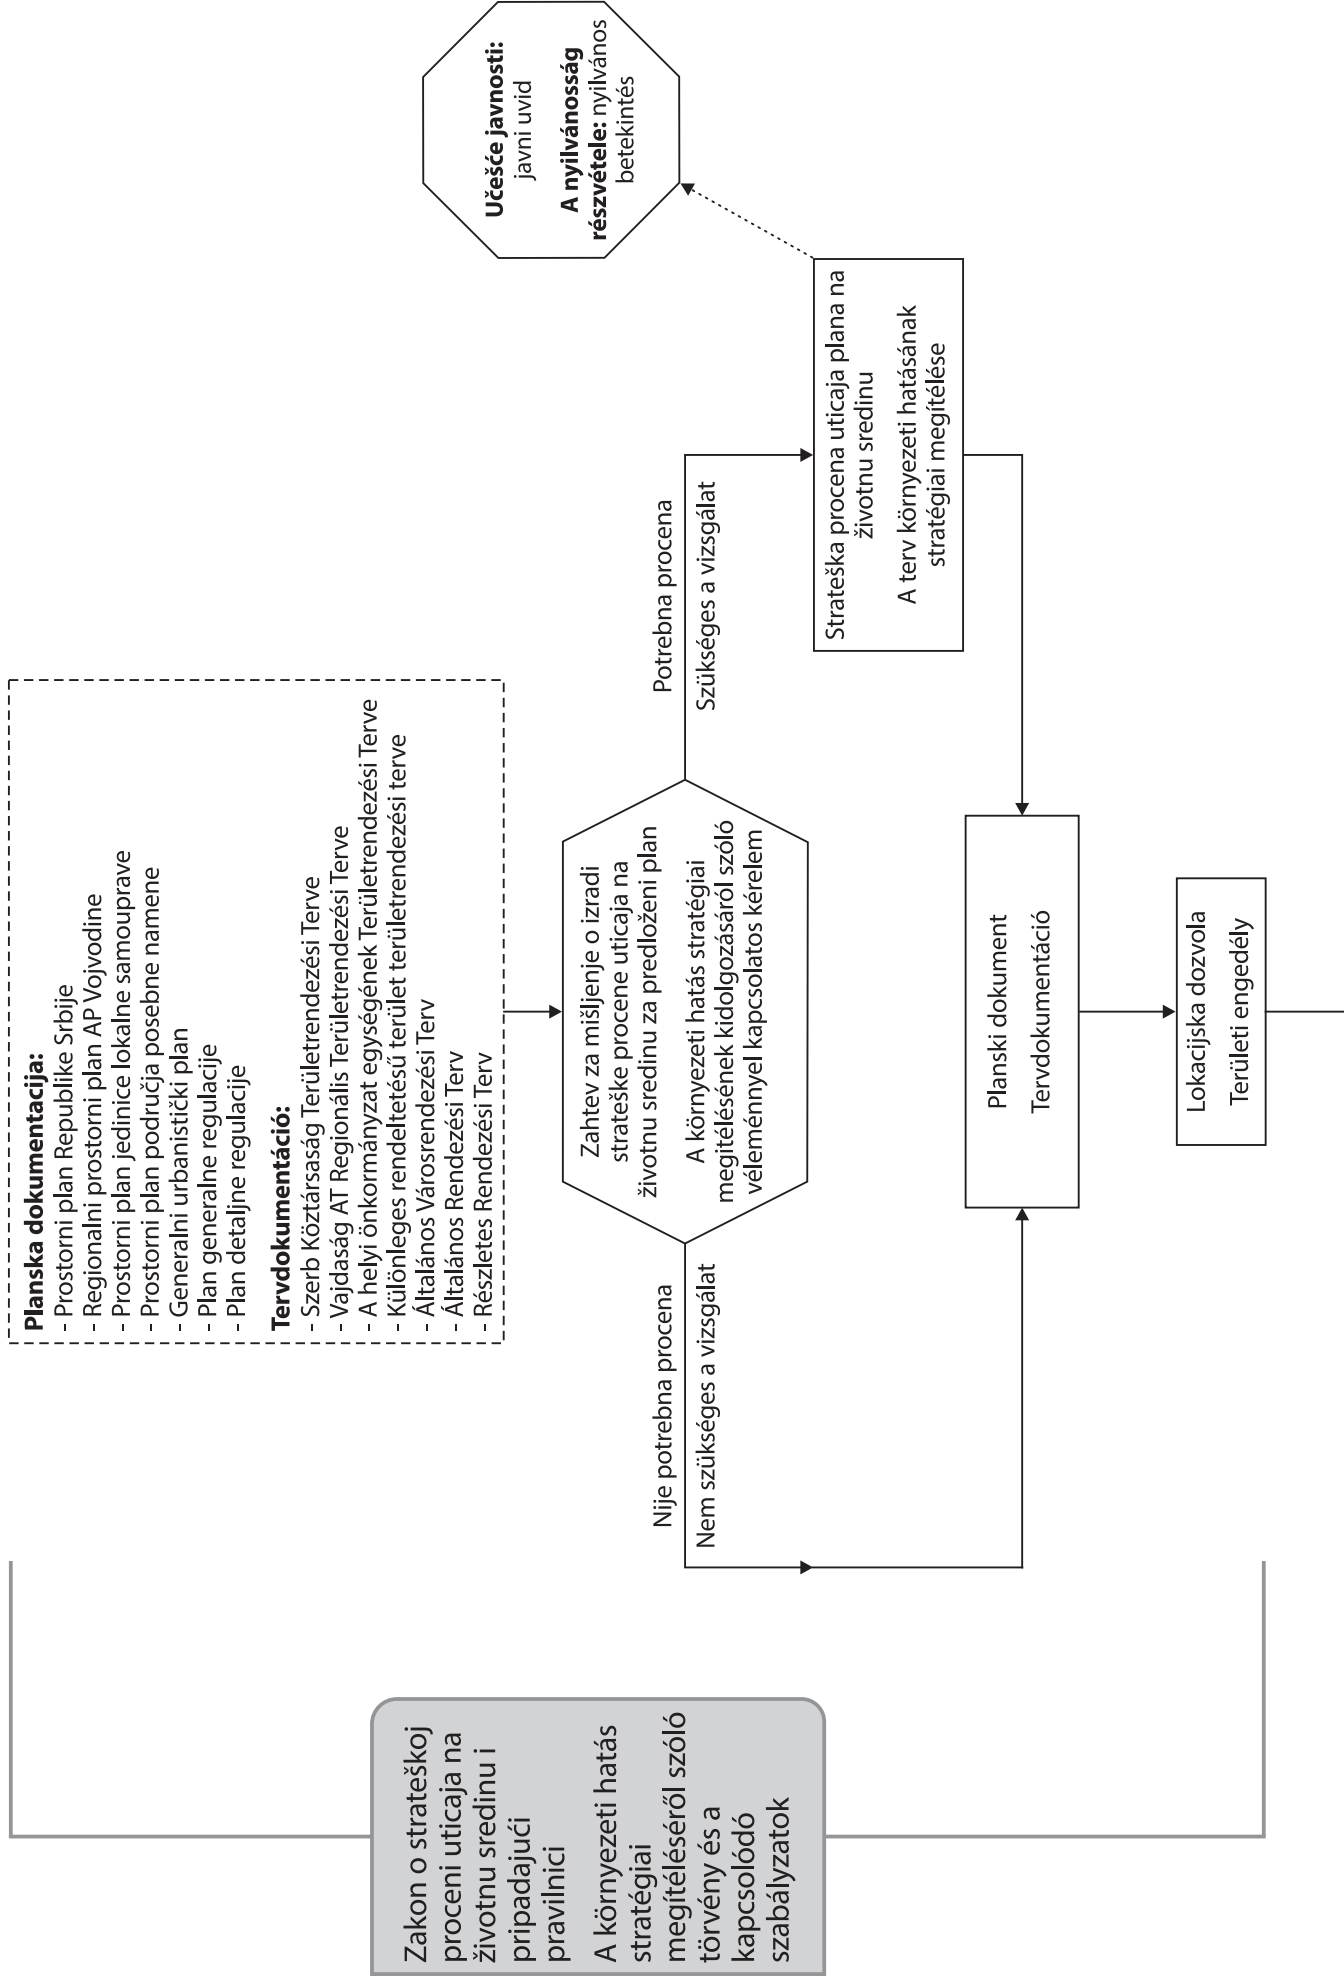 Zakon o strateškoj
proceni uticaja na
životnu sredinu i
pripadajući
pravilnici
A környezeti hatás
stratégiai
megítéléséről szóló
törvény és a
kapcsolódó
szabályzatok
Planska dokumentacija:
- Prostorni plan Republike Srbije
- Regionalni prostorni plan AP Vojvodine
- Prostorni plan jedinice lokalne samouprave
- Prostorni plan područja posebne namene
- Generalni urbanistički plan
- Plan generalne regulacije
- Plan detaljne regulacije
Tervdokumentáció:
- Szerb Köztársaság Területrendezési Terve
- Vajdaság AT Regionális Területrendezési Terve
- A helyi önkormányzat egységének Területrendezési Terve
- Különleges rendeltetésű terület területrendezési terve
- Általános Városrendezési Terv
- Általános Rendezési Terv
- Részletes Rendezési Terv
Zahtev za mišljenje o izradi
strateške procene uticaja na
životnu sredinu za predloženi plan
A környezeti hatás stratégiai
megítélésének kidolgozásáról szóló
véleménnyel kapcsolatos kérelem
Nije potrebna procena
Nem szükséges a vizsgálat
Potrebna procena
Szükséges a vizsgálat
Strateška procena uticaja plana na
životnu sredinu
A terv környezeti hatásának
stratégiai megítélése
Učešće javnosti:
javni uvid
A nyilvánosság
részvétele: nyilvános
betekintés
Planski dokument
Tervdokumentáció
Lokacijska dozvola
Területi engedély